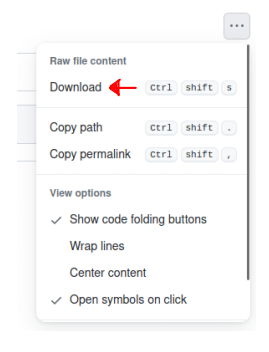 Raw file content
Download Ctrl shift s
Copy path Ctrl shift .
Copy permalink Ctrl shift ,
View options
Show code folding buttons
Wrap lines
Center content
Open symbols on click